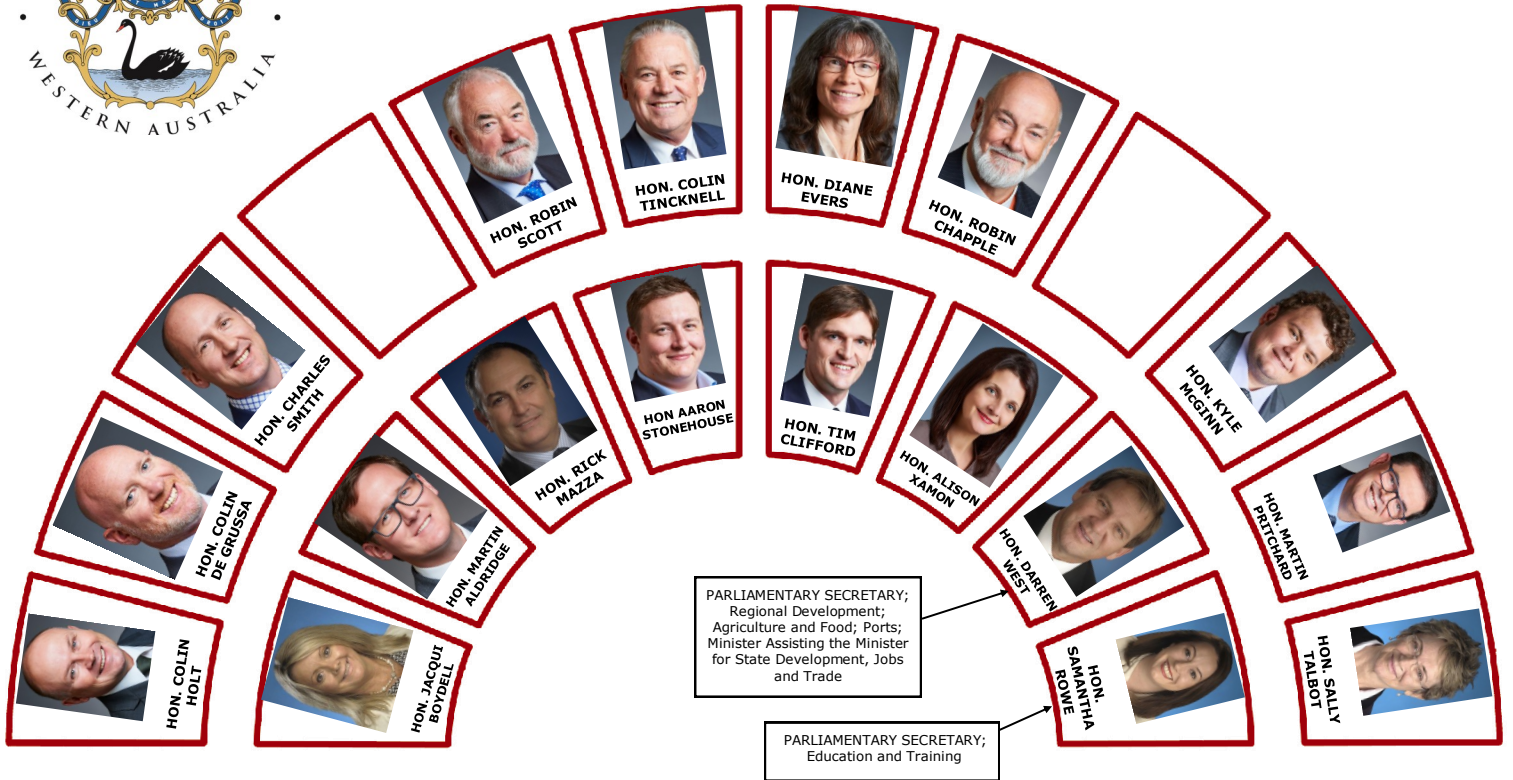 DIEU ET MON DROIT
WESTERN AUSTRALIA
HON. COLIN
HOLT
HON. COLIN
DE GRUSSA
HON. CHARLES
SMITH
HON. ROBIN
SCOTT
HON. COLIN
TINCKNELL
HON. DIANE
EVERS
HON. ROBIN
CHAPPLE
HON. KYLE
McGINN
HON. MARTIN
PRITCHARD
HON. SALLY
TALBOT
HON. JACQUI
BOYDELL
HON. MARTIN
ALDRIDGE
HON. RICK
MAZZA
HON AARON
STONEHOUSE
HON. TIM
CLIFFORD
HON. ALISON
XAMON
HON. DARREN
WEST
HON.
SAMANTHA
ROWE
PARLIAMENTARY SECRETARY;
Regional Development;
Agriculture and Food; Ports;
Minister Assisting the Minister
for State Development, Jobs
and Trade
PARLIAMENTARY SECRETARY;
Education and Training